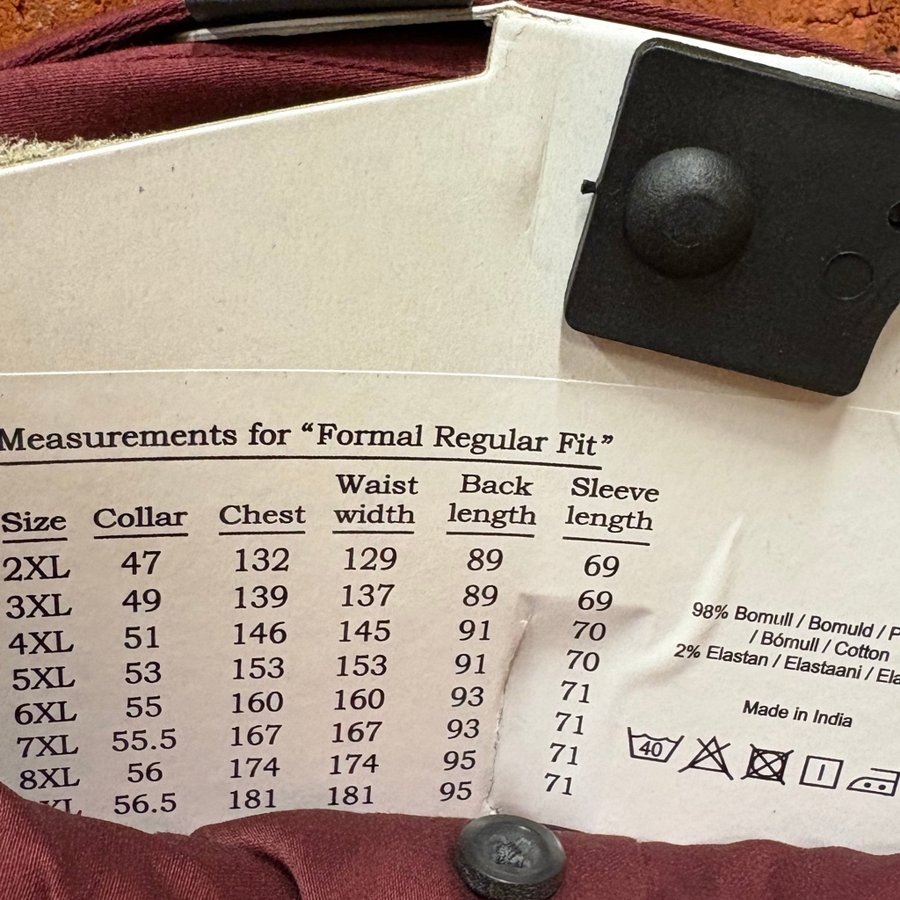 Measurements for “Formal Regular Fit”
Size Collar Chest Waist width Back length Sleeve length
2XL 47 132 129 89 69
3XL 49 139 137 89 69
4XL 51 146 145 91 70
5XL 53 153 153 91 70
6XL 55 160 160 93 71
7XL 55.5 167 167 93 71
8XL 56 174 174 95 71
56.5 181 181 95 71
98% Bomull / Bomuld /
/ Bómull / Cotton
2% Elastan / Elastaani /
Made in India
40